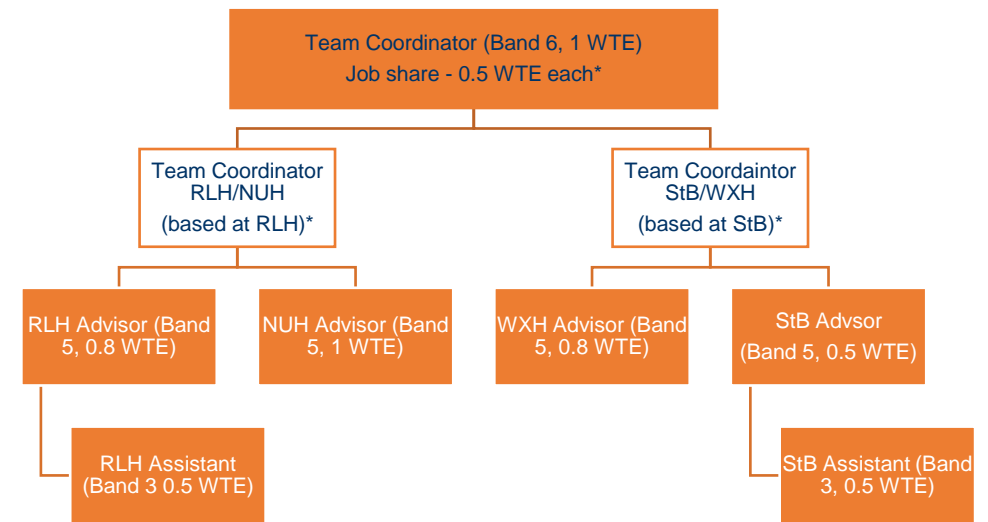 Team Coordinator (Band 6, 1 WTE)
Job share - 0.5 WTE each*
Team Coordinator
RLH/NUH
(based at RLH)*
Team Coordaintor
StB/WXH
(based at StB)*
RLH Advisor (Band
5, 0.8 WTE)
NUH Advisor (Band
5, 1 WTE)
WXH Advisor (Band
5, 0.8 WTE)
StB Advsor
(Band 5, 0.5 WTE)
RLH Assistant
(Band 3 0.5 WTE)
StB Assistant (Band
3, 0.5 WTE)